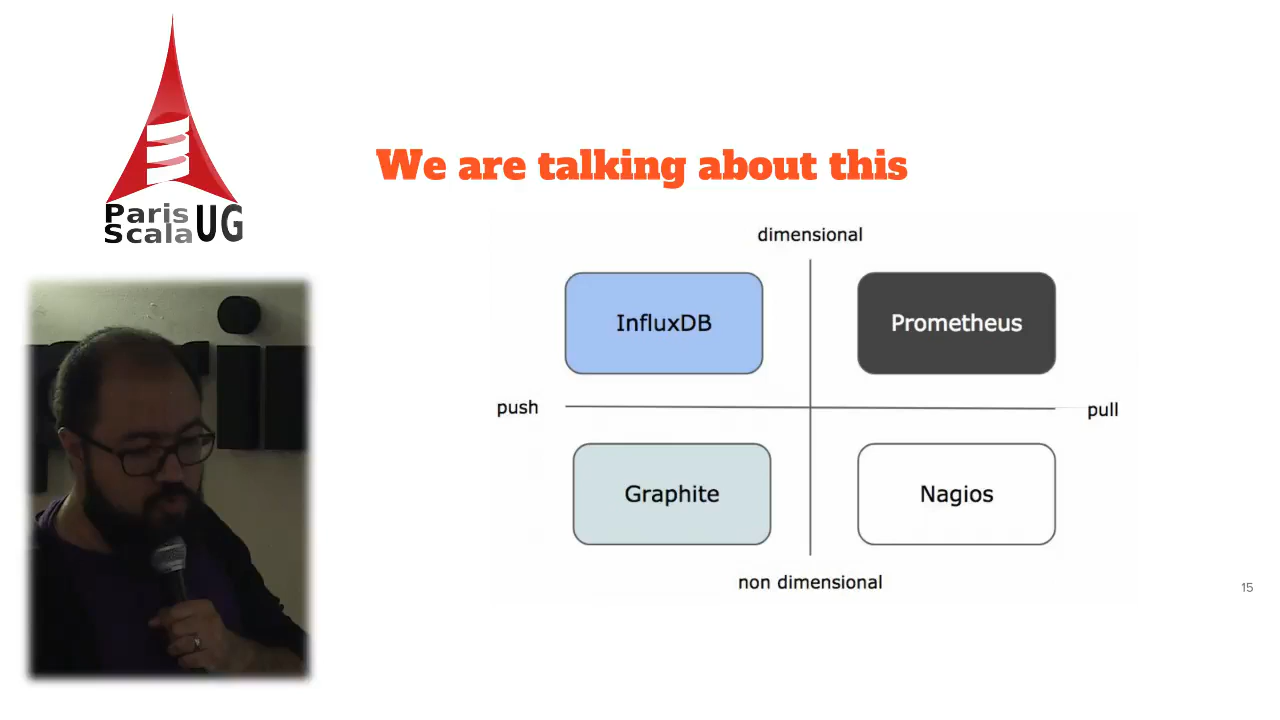 Paris
Scala UG
We are talking about this
dimensional
InfluxDB
Prometheus
push
pull
Graphite
Nagios
non dimensional
15